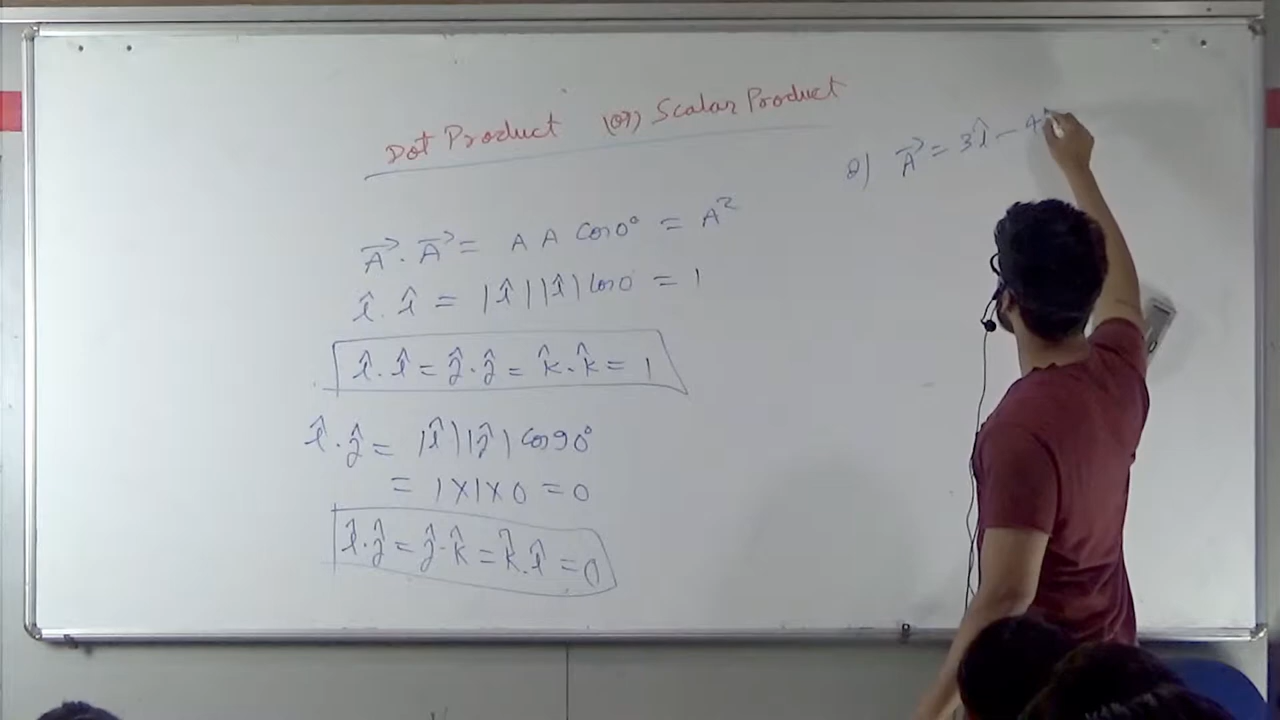 Dot Product (or) Scalar Product
A⃗ . A⃗ = A A cos0° = A²
î . î = |î| |î| cos0 = 1
î . î = ĵ . ĵ = k̂ . k̂ = 1
î . ĵ = |î| |ĵ| cos90°
= 1 X 1 X 0 = 0
î . ĵ = ĵ . k̂ = k̂ . î = 0
Q) A⃗ = 3î - 4